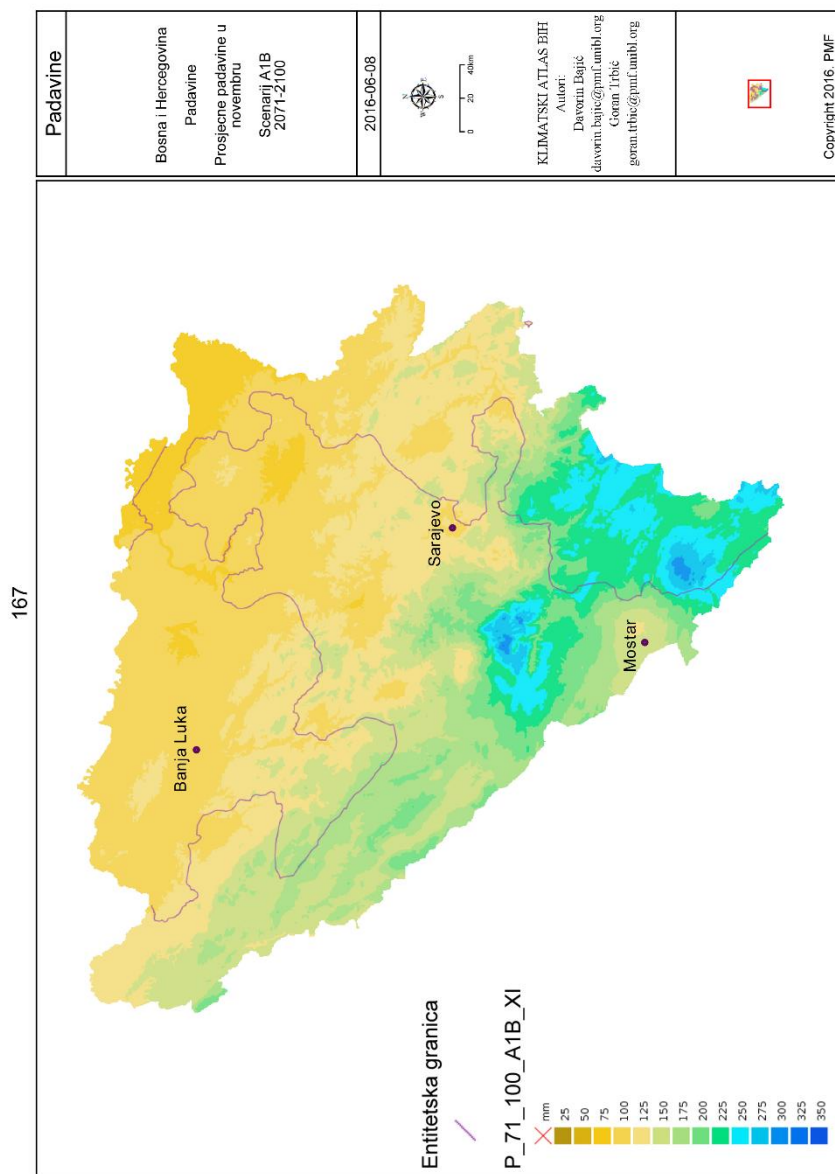 167
Padavine
Bosna i Hercegovina
Padavine
Prosjecne padavine u
novembru
Scenarij A1B
2071-2100
2016-06-08
N
W
E
S
0 20 40km
KLIMATSKI ATLAS BIH
Autori:
Davorin Bajić
davorin.bajic@pmf.unibl.org
Goran Trbić
goran.trbic@pmf.unibl.org
Copyright 2016. PMF
Banja Luka
Sarajevo
Mostar
Entitetska granica
P_71_100_A1B_XI
mm
25
50
75
100
125
150
175
200
225
250
275
300
325
350